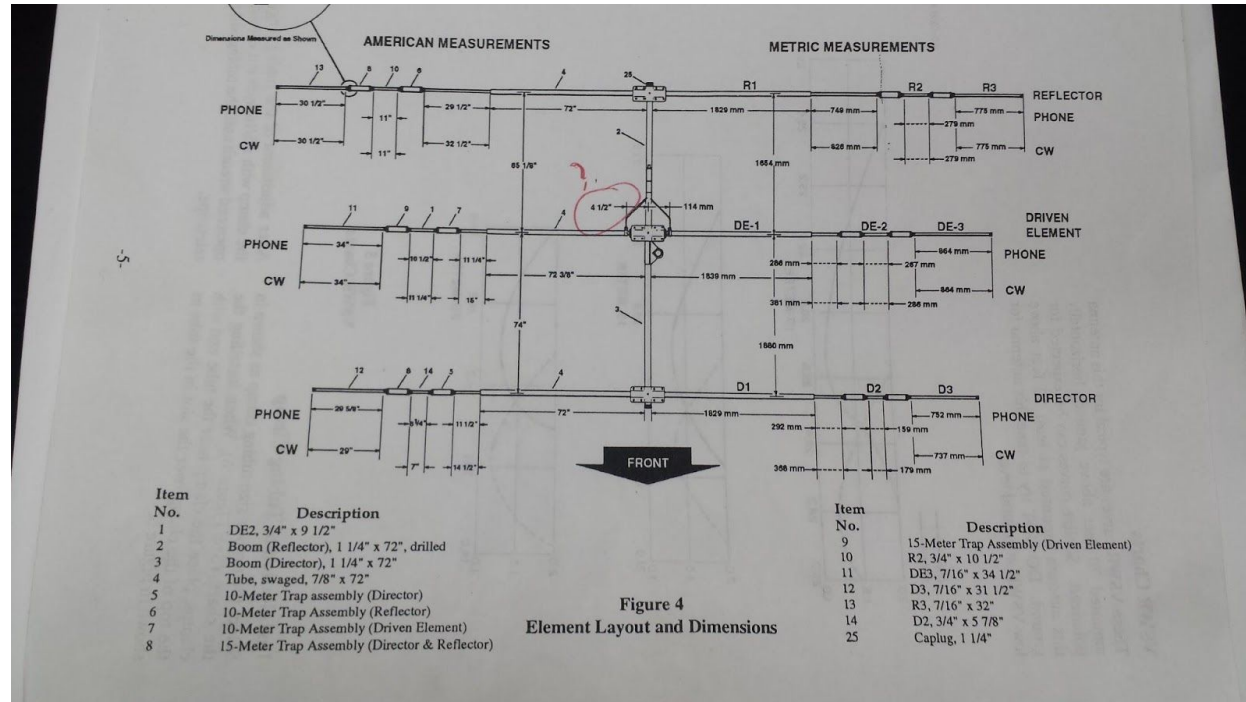 Dimensions Measured as Shown
AMERICAN MEASUREMENTS
METRIC MEASUREMENTS
13 8 10 6 4 25 R1 R2 R3 REFLECTOR
PHONE 30 1/2" 11" 29 1/2" 72" 1829 mm 749 mm 279 mm 775 mm PHONE
CW 30 1/2" 11" 32 1/2" 826 mm 279 mm 775 mm CW
2
65 1/8" 1654 mm
?
4 1/2" 114 mm
11 9 1 7 4 DE-1 DE-2 DE-3 DRIVEN
ELEMENT
PHONE 34" 10 1/2" 11 1/4" 72 3/8" 1839 mm 286 mm 267 mm 864 mm PHONE
CW 34" 11 1/4" 15" 381 mm 286 mm 864 mm CW
3
74" 1880 mm
12 6 14 5 4 D1 D2 D3 DIRECTOR
PHONE 29 5/8" 6 1/4" 11 1/2" 72" 1829 mm 292 mm 159 mm 752 mm PHONE
CW 29" 7" 14 1/2" 368 mm 179 mm 737 mm CW
FRONT
-5-
Item
No. Description
1 DE2, 3/4" x 9 1/2"
2 Boom (Reflector), 1 1/4" x 72", drilled
3 Boom (Director), 1 1/4" x 72"
4 Tube, swaged, 7/8" x 72"
5 10-Meter Trap assembly (Director)
6 10-Meter Trap Assembly (Reflector)
7 10-Meter Trap Assembly (Driven Element)
8 15-Meter Trap Assembly (Director & Reflector)
Figure 4
Element Layout and Dimensions
Item
No. Description
9 15-Meter Trap Assembly (Driven Element)
10 R2, 3/4" x 10 1/2"
11 DE3, 7/16" x 34 1/2"
12 D3, 7/16" x 31 1/2"
13 R3, 7/16" x 32"
14 D2, 3/4" x 5 7/8"
25 Caplug, 1 1/4"